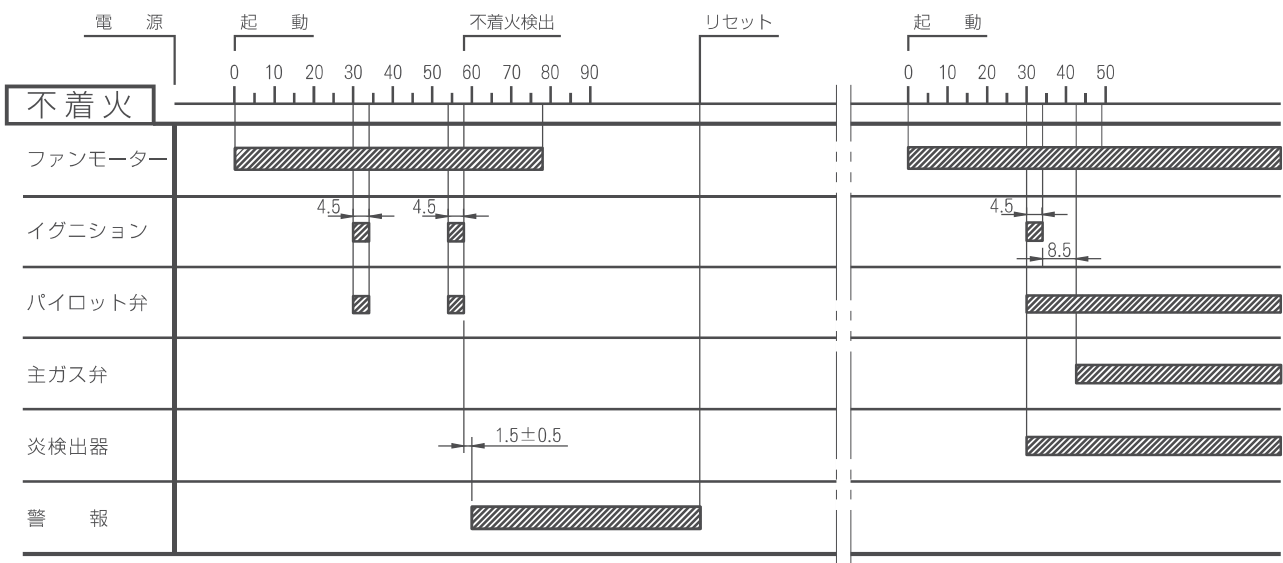 電 源 起 動 不着火検出 リセット 起 動
0 10 20 30 40 50 60 70 80 90 0 10 20 30 40 50
不着火
ファンモーター
4.5 4.5 4.5
イグニション
8.5
パイロット弁
主ガス弁
1.5±0.5
炎検出器
警 報